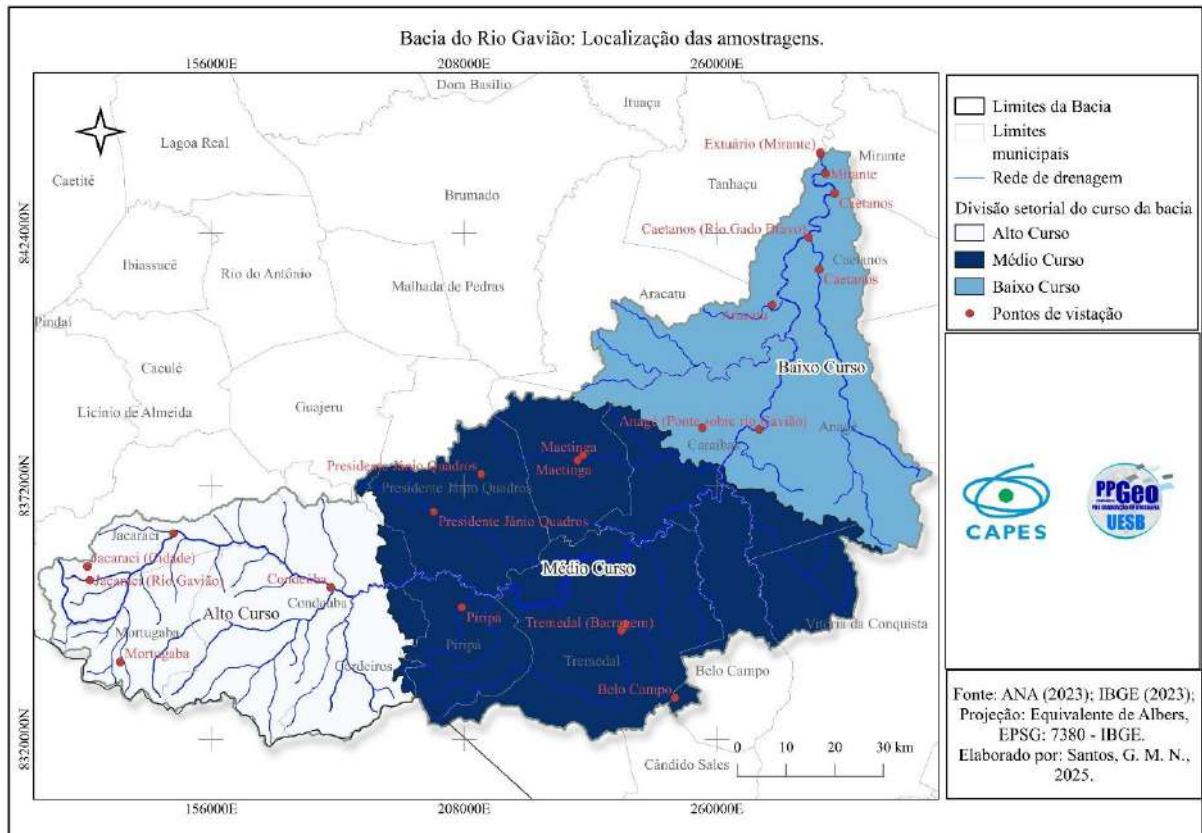 Bacia do Rio Gavião: Localização das amostragens.
156000E
208000E
260000E
Dom Basílio
Ituaçu
Lagoa Real
Caetité
Extuário (Mirante)
Mirante
Mirante
Tanhaçu
Brumado
Caetanos
8424000N
8424000N
Caetanos (Rio Gado Bravo)
Ibiassucê
Rio do Antônio
Caetanos
Caetanos
Malhada de Pedras
Aracatu
Aracatu
Pindaí
Caculé
Baixo Curso
Licínio de Almeida
Guajeru
Anagé (Ponte sobre rio Gavião)
Anagé
Caraíbas
Maetinga
Maetinga
Presidente Jânio Quadros
Presidente Jânio Quadros
8372000N
8372000N
Presidente Jânio Quadros
Jacaraci
Jacaraci (Cidade)
Jacaraci (Rio Gavião)
Condeúba
Médio Curso
Condeúba
Alto Curso
Piripá
Tremedal (Barragem)
Vitória da Conquista
Mortugaba
Piripá
Mortugaba
Cordeiros
Tremedal
Belo Campo
Belo Campo
8320000N
8320000N
0 10 20 30 km
Cândido Sales
156000E
208000E
260000E
Limites da Bacia
Limites
municipais
Rede de drenagem
Divisão setorial do curso da bacia
Alto Curso
Médio Curso
Baixo Curso
Pontos de vistação
CAPES
PPGeo
UESB
Fonte: ANA (2023); IBGE (2023);
Projeção: Equivalente de Albers,
EPSG: 7380 - IBGE.
Elaborado por: Santos, G. M. N.,
2025.